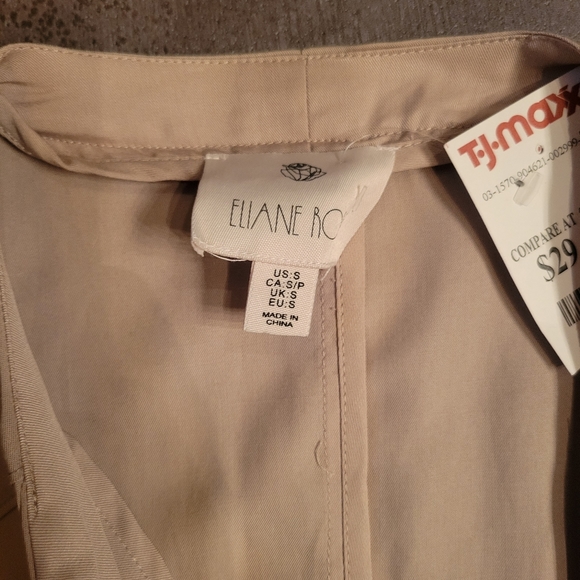 ELIANE RO
US:S
CA:S/P
UK:S
EU:S
MADE IN
CHINA
T·J·maxx
COMPARE AT
$29